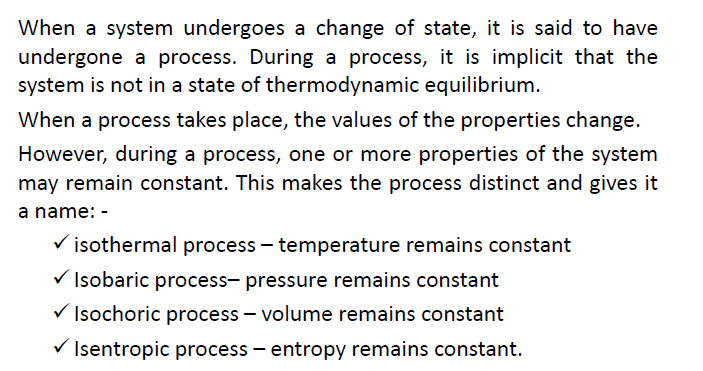 When a system undergoes a change of state, it is said to have
undergone a process. During a process, it is implicit that the
system is not in a state of thermodynamic equilibrium.
When a process takes place, the values of the properties change.
However, during a process, one or more properties of the system
may remain constant. This makes the process distinct and gives it
a name: -
✓ isothermal process – temperature remains constant
✓ Isobaric process– pressure remains constant
✓ Isochoric process – volume remains constant
✓ Isentropic process – entropy remains constant.